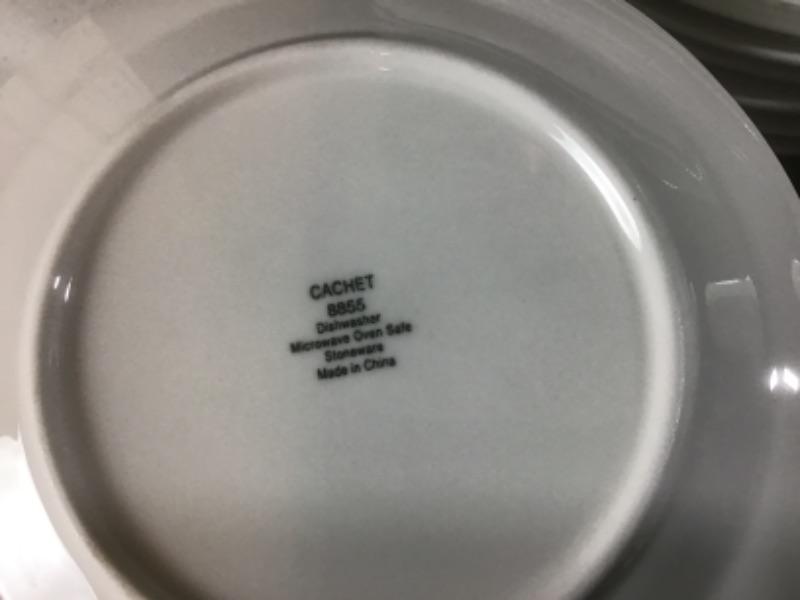 CACHET
8855
Dishwasher
Microwave Oven Safe
Stoneware
Made in China